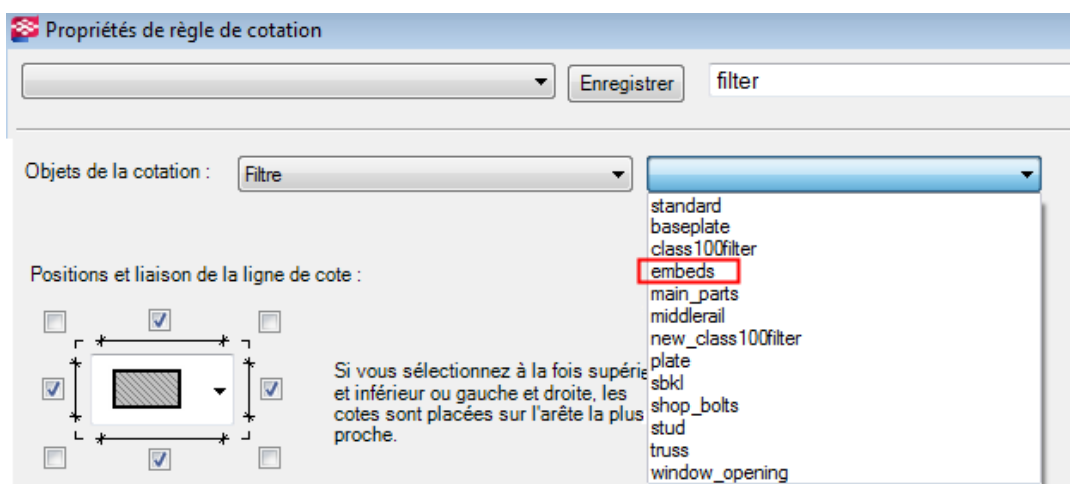 Propriétés de règle de cotation
Enregistrer filter
Objets de la cotation : Filtre
standard
baseplate
class100filter
embeds
main_parts
middlerail
new_class100filter
plate
sbkl
shop_bolts
stud
truss
window_opening
Positions et liaison de la ligne de cote :
Si vous sélectionnez à la fois supérie
et inférieur ou gauche et droite, les
cotes sont placées sur l'arête la plus
proche.